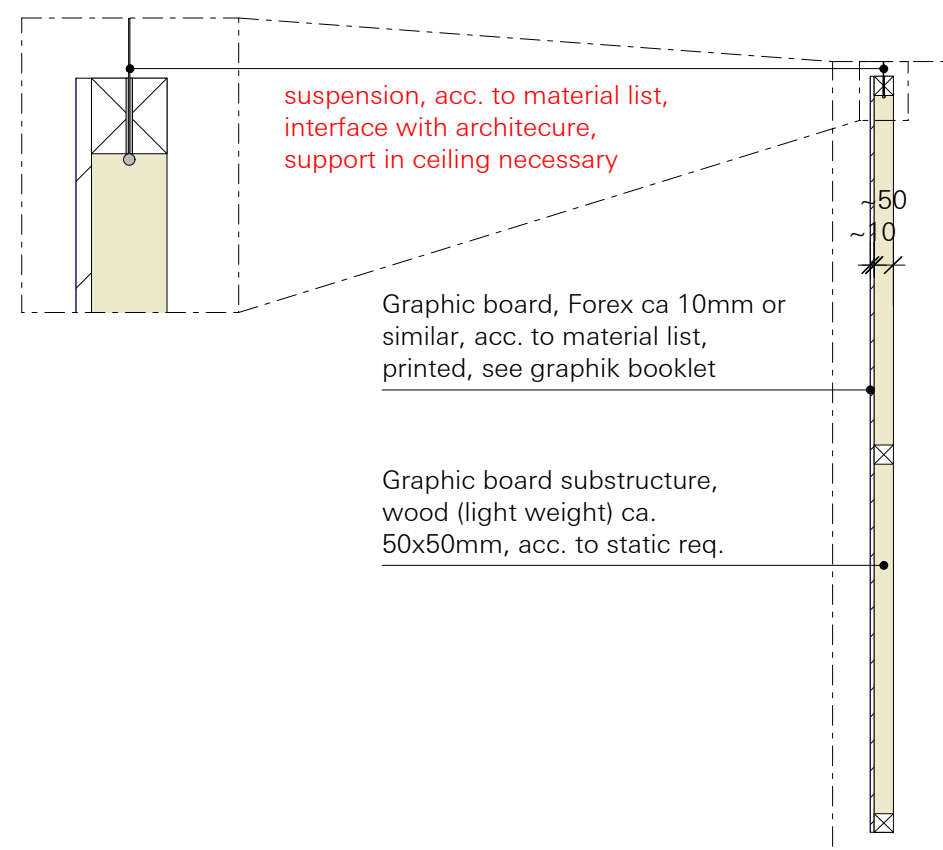 suspension, acc. to material list,
interface with architecure,
support in ceiling necessary
~50
~10
Graphic board, Forex ca 10mm or
similar, acc. to material list,
printed, see graphik booklet
Graphic board substructure,
wood (light weight) ca.
50x50mm, acc. to static req.